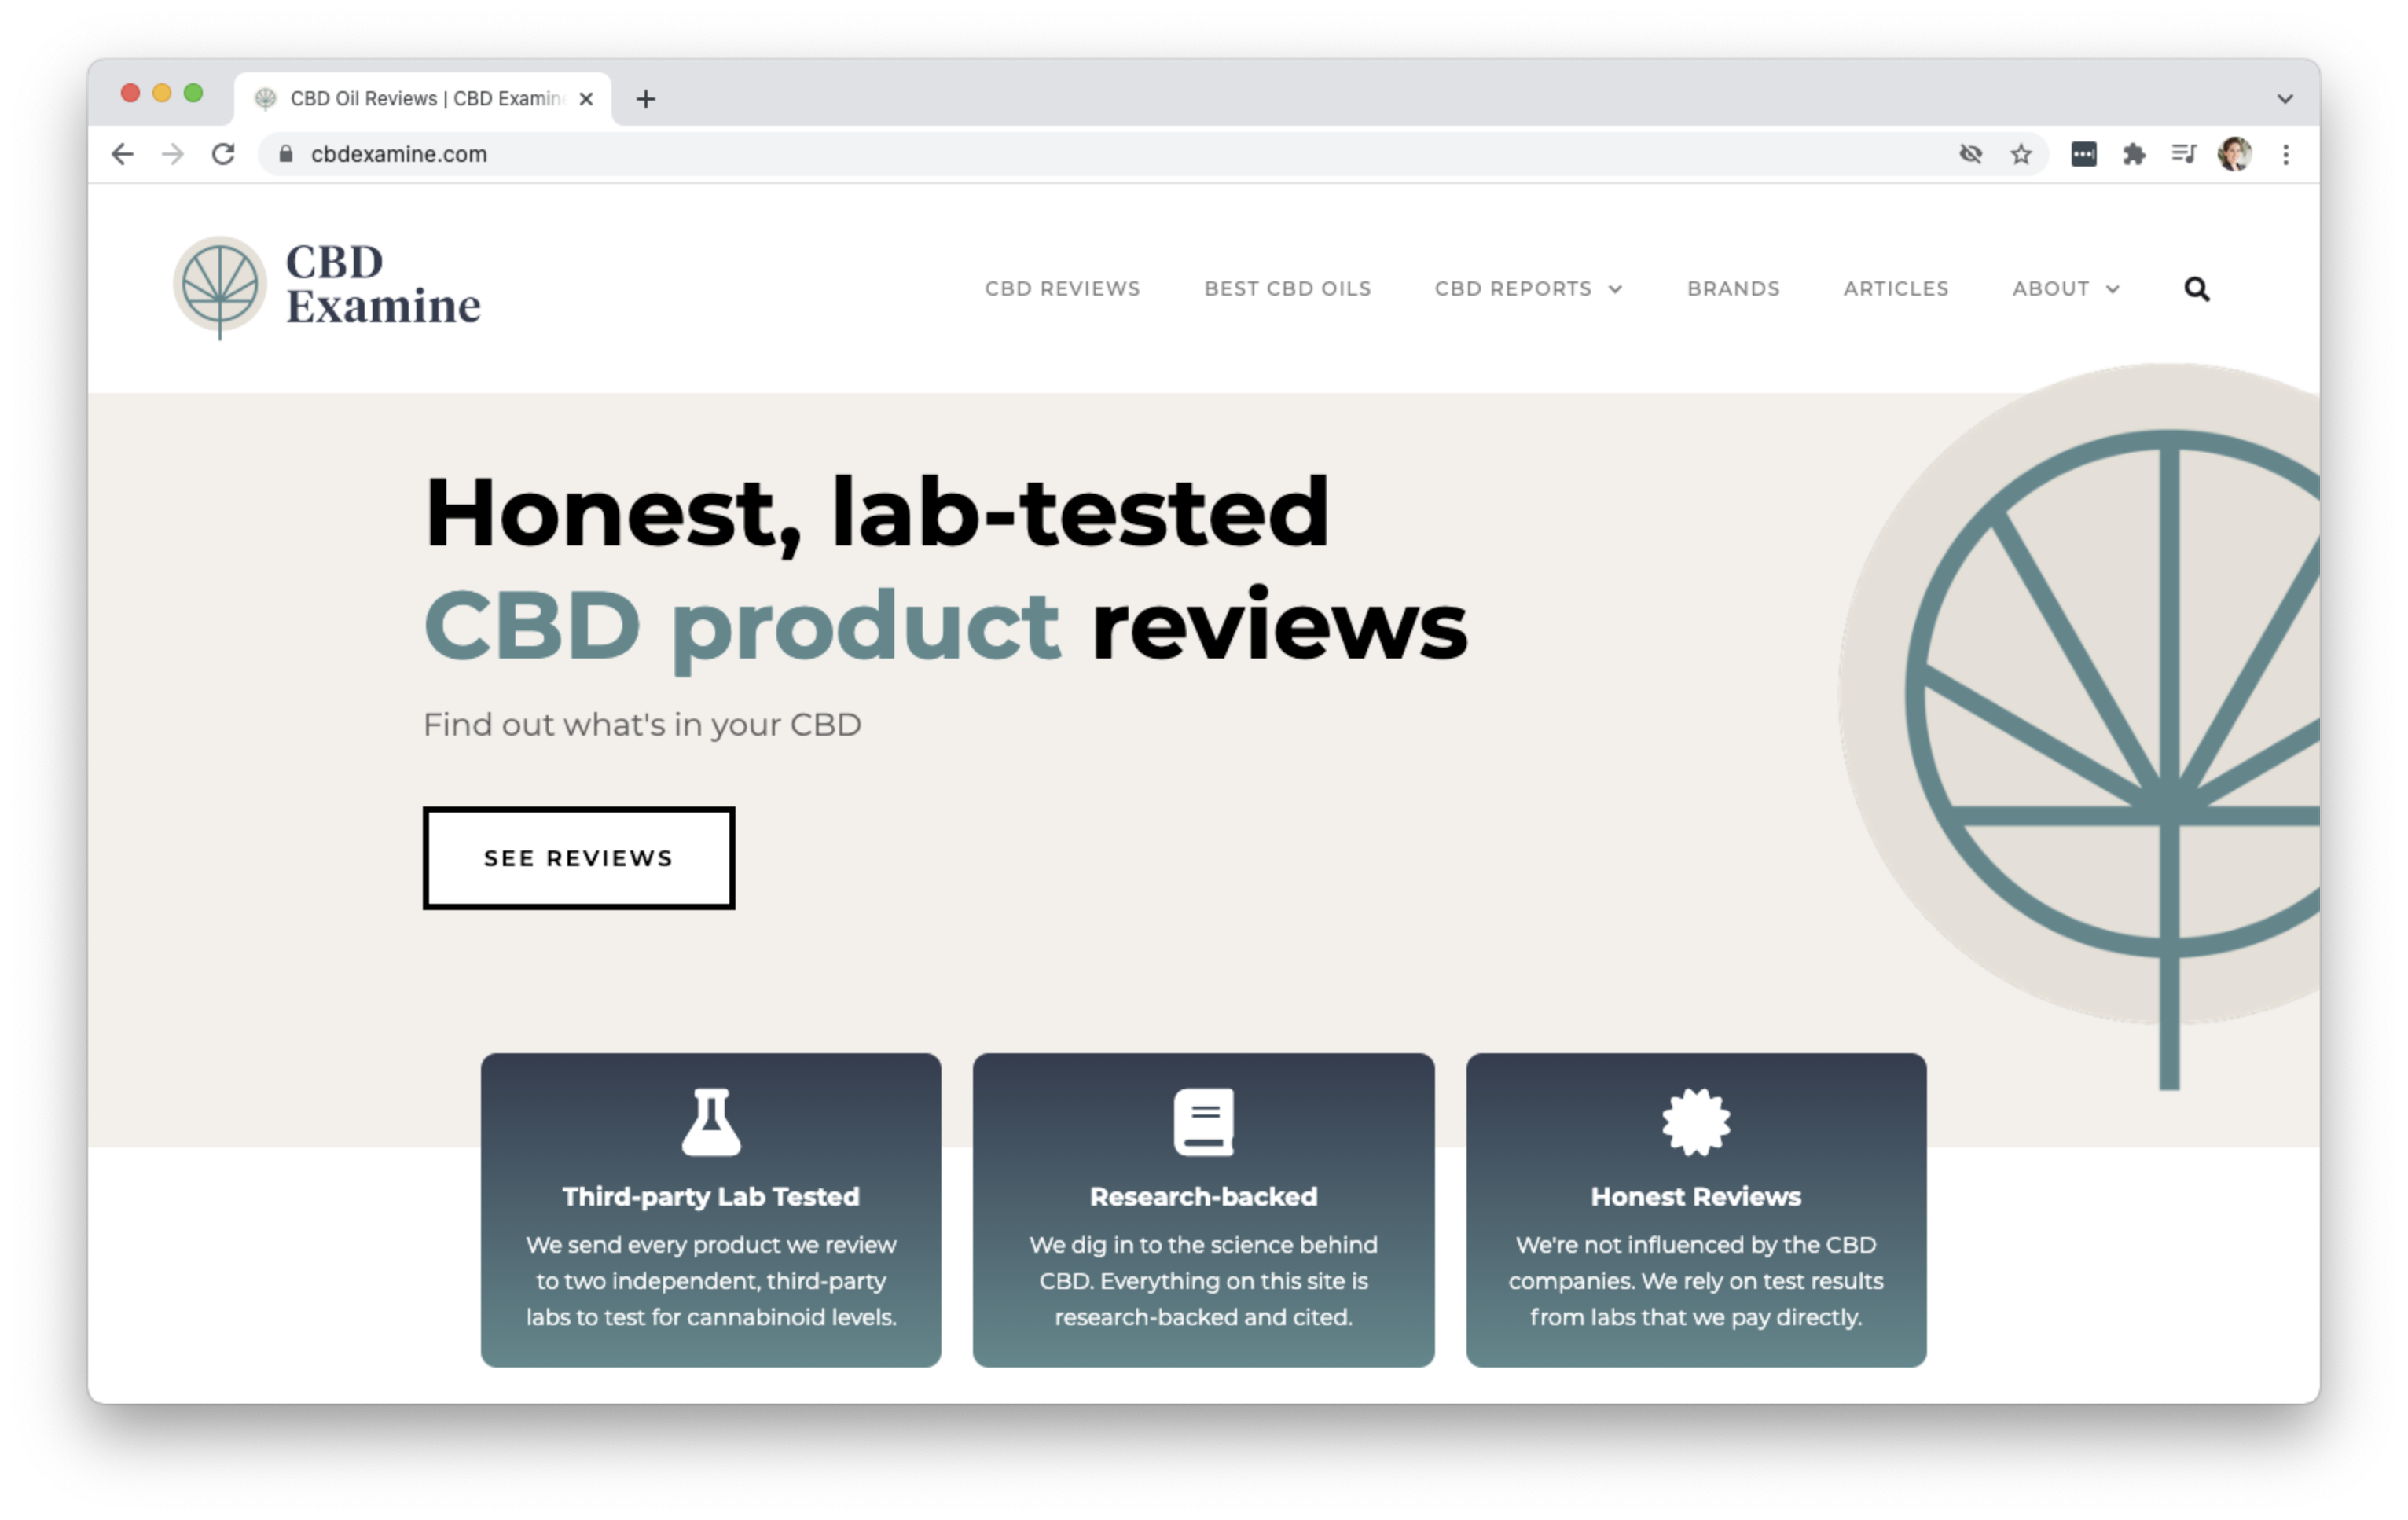 CBD Oil Reviews | CBD Examin
cbdexamine.com
CBD
Examine
CBD REVIEWS
BEST CBD OILS
CBD REPORTS
BRANDS
ARTICLES
ABOUT
Honest, lab-tested
CBD product reviews
Find out what's in your CBD
SEE REVIEWS
Third-party Lab Tested
We send every product we review
to two independent, third-party
labs to test for cannabinoid levels.
Research-backed
We dig in to the science behind
CBD. Everything on this site is
research-backed and cited.
Honest Reviews
We're not influenced by the CBD
companies. We rely on test results
from labs that we pay directly.